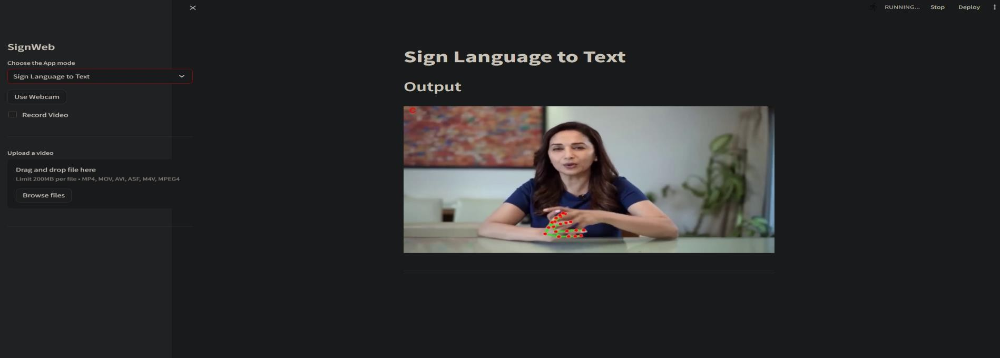 RUNNING...
Stop
Deploy
SignWeb
Choose the App mode
Sign Language to Text
Use Webcam
Record Video
Upload a video
Drag and drop file here
Limit 200MB per file • MP4, MOV, AVI, ASF, M4V, MPEG4
Browse files
Sign Language to Text
Output
C